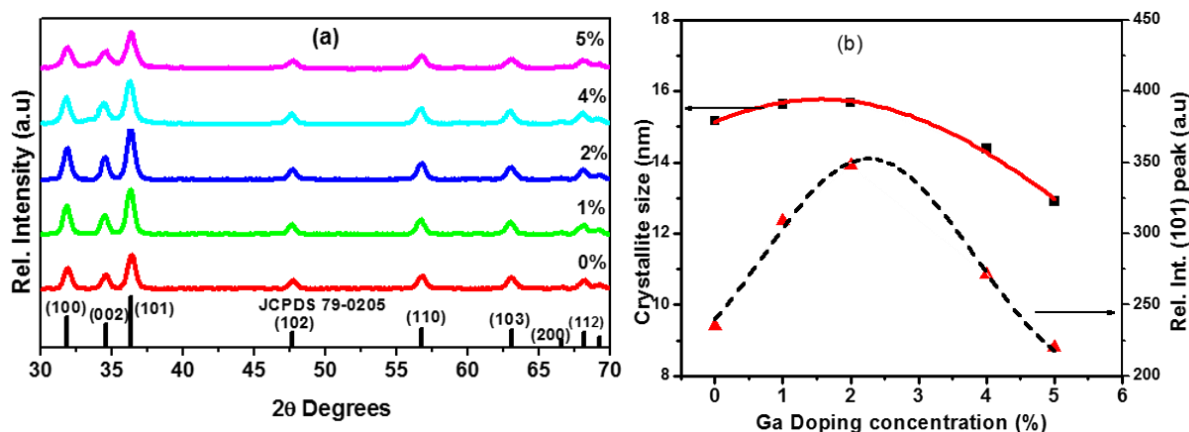 (a)
5%
4%
2%
1%
0%
Rel. Intensity (a.u)
JCPDS 79-0205
(100)
(002)
(101)
(102)
(110)
(103)
(200)
(112)
30 35 40 45 50 55 60 65 70
2θ Degrees
(b)
18
16
14
12
10
8
Crystallite size (nm)
450
400
350
300
250
200
Rel. Int. (101) peak (a.u)
0 1 2 3 4 5 6
Ga Doping concentration (%)